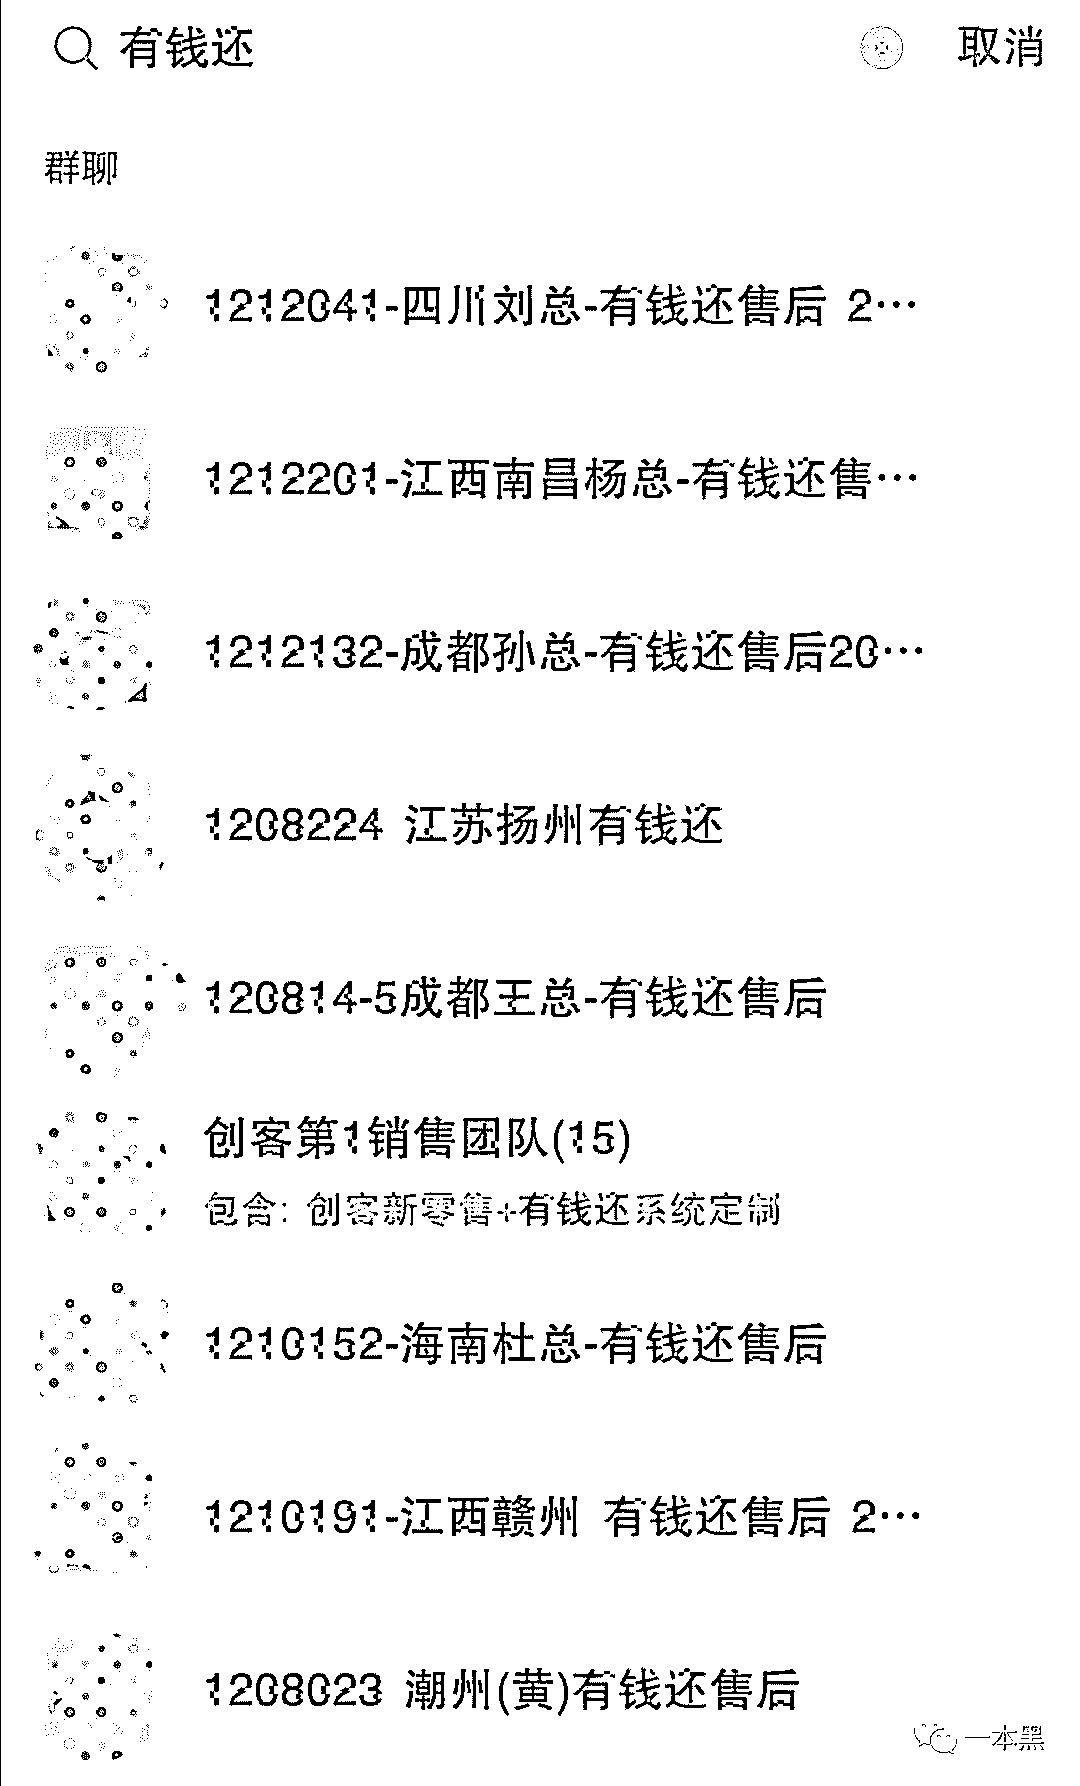 有钱还
取消
群聊
1212041-四川刘总-有钱还售后 2…
1212201-江西南昌杨总-有钱还售…
1212132-成都孙总-有钱还售后20…
1208224 江苏扬州有钱还
120814-5成都王总-有钱还售后
创客第1销售团队(15)
包含: 创客新零售+有钱还系统定制
1210152-海南杜总-有钱还售后
1210191-江西赣州 有钱还售后 2…
1208023 潮州(黄)有钱还售后
一本黑